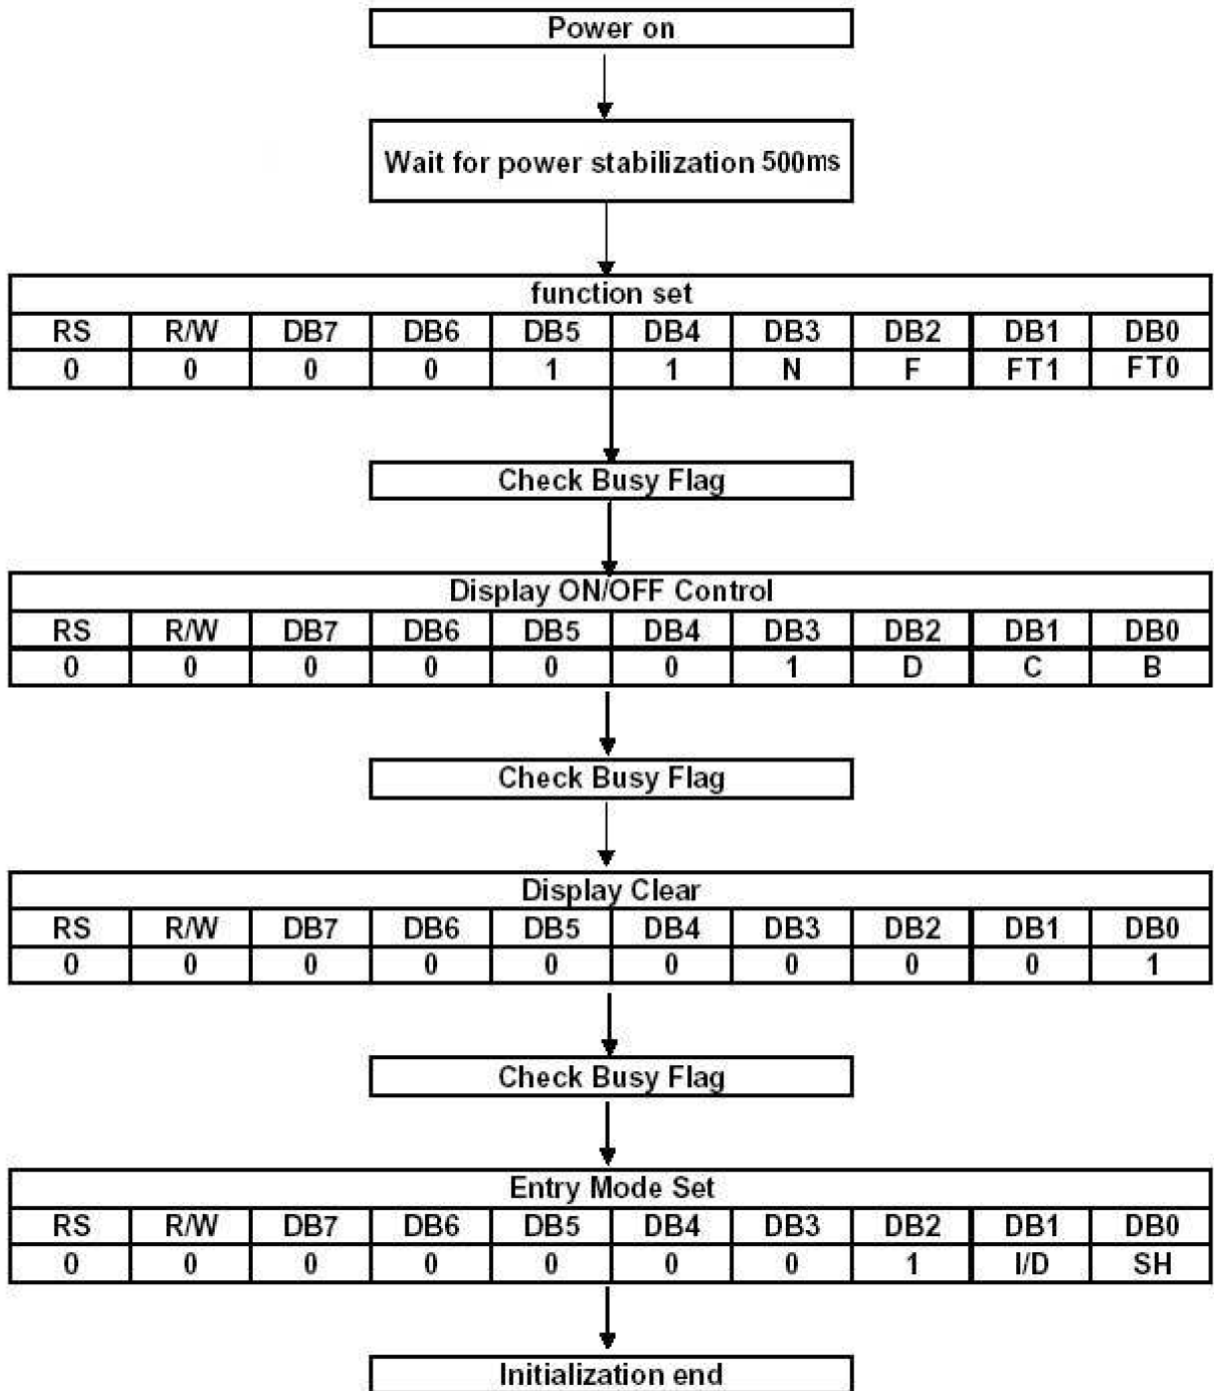 Power on
Wait for power stabilization 500ms
function set
RS R/W DB7 DB6 DB5 DB4 DB3 DB2 DB1 DB0
0 0 0 0 1 1 N F FT1 FT0
Check Busy Flag
Display ON/OFF Control
RS R/W DB7 DB6 DB5 DB4 DB3 DB2 DB1 DB0
0 0 0 0 0 0 1 D C B
Check Busy Flag
Display Clear
RS R/W DB7 DB6 DB5 DB4 DB3 DB2 DB1 DB0
0 0 0 0 0 0 0 0 0 1
Check Busy Flag
Entry Mode Set
RS R/W DB7 DB6 DB5 DB4 DB3 DB2 DB1 DB0
0 0 0 0 0 0 0 1 I/D SH
Initialization end